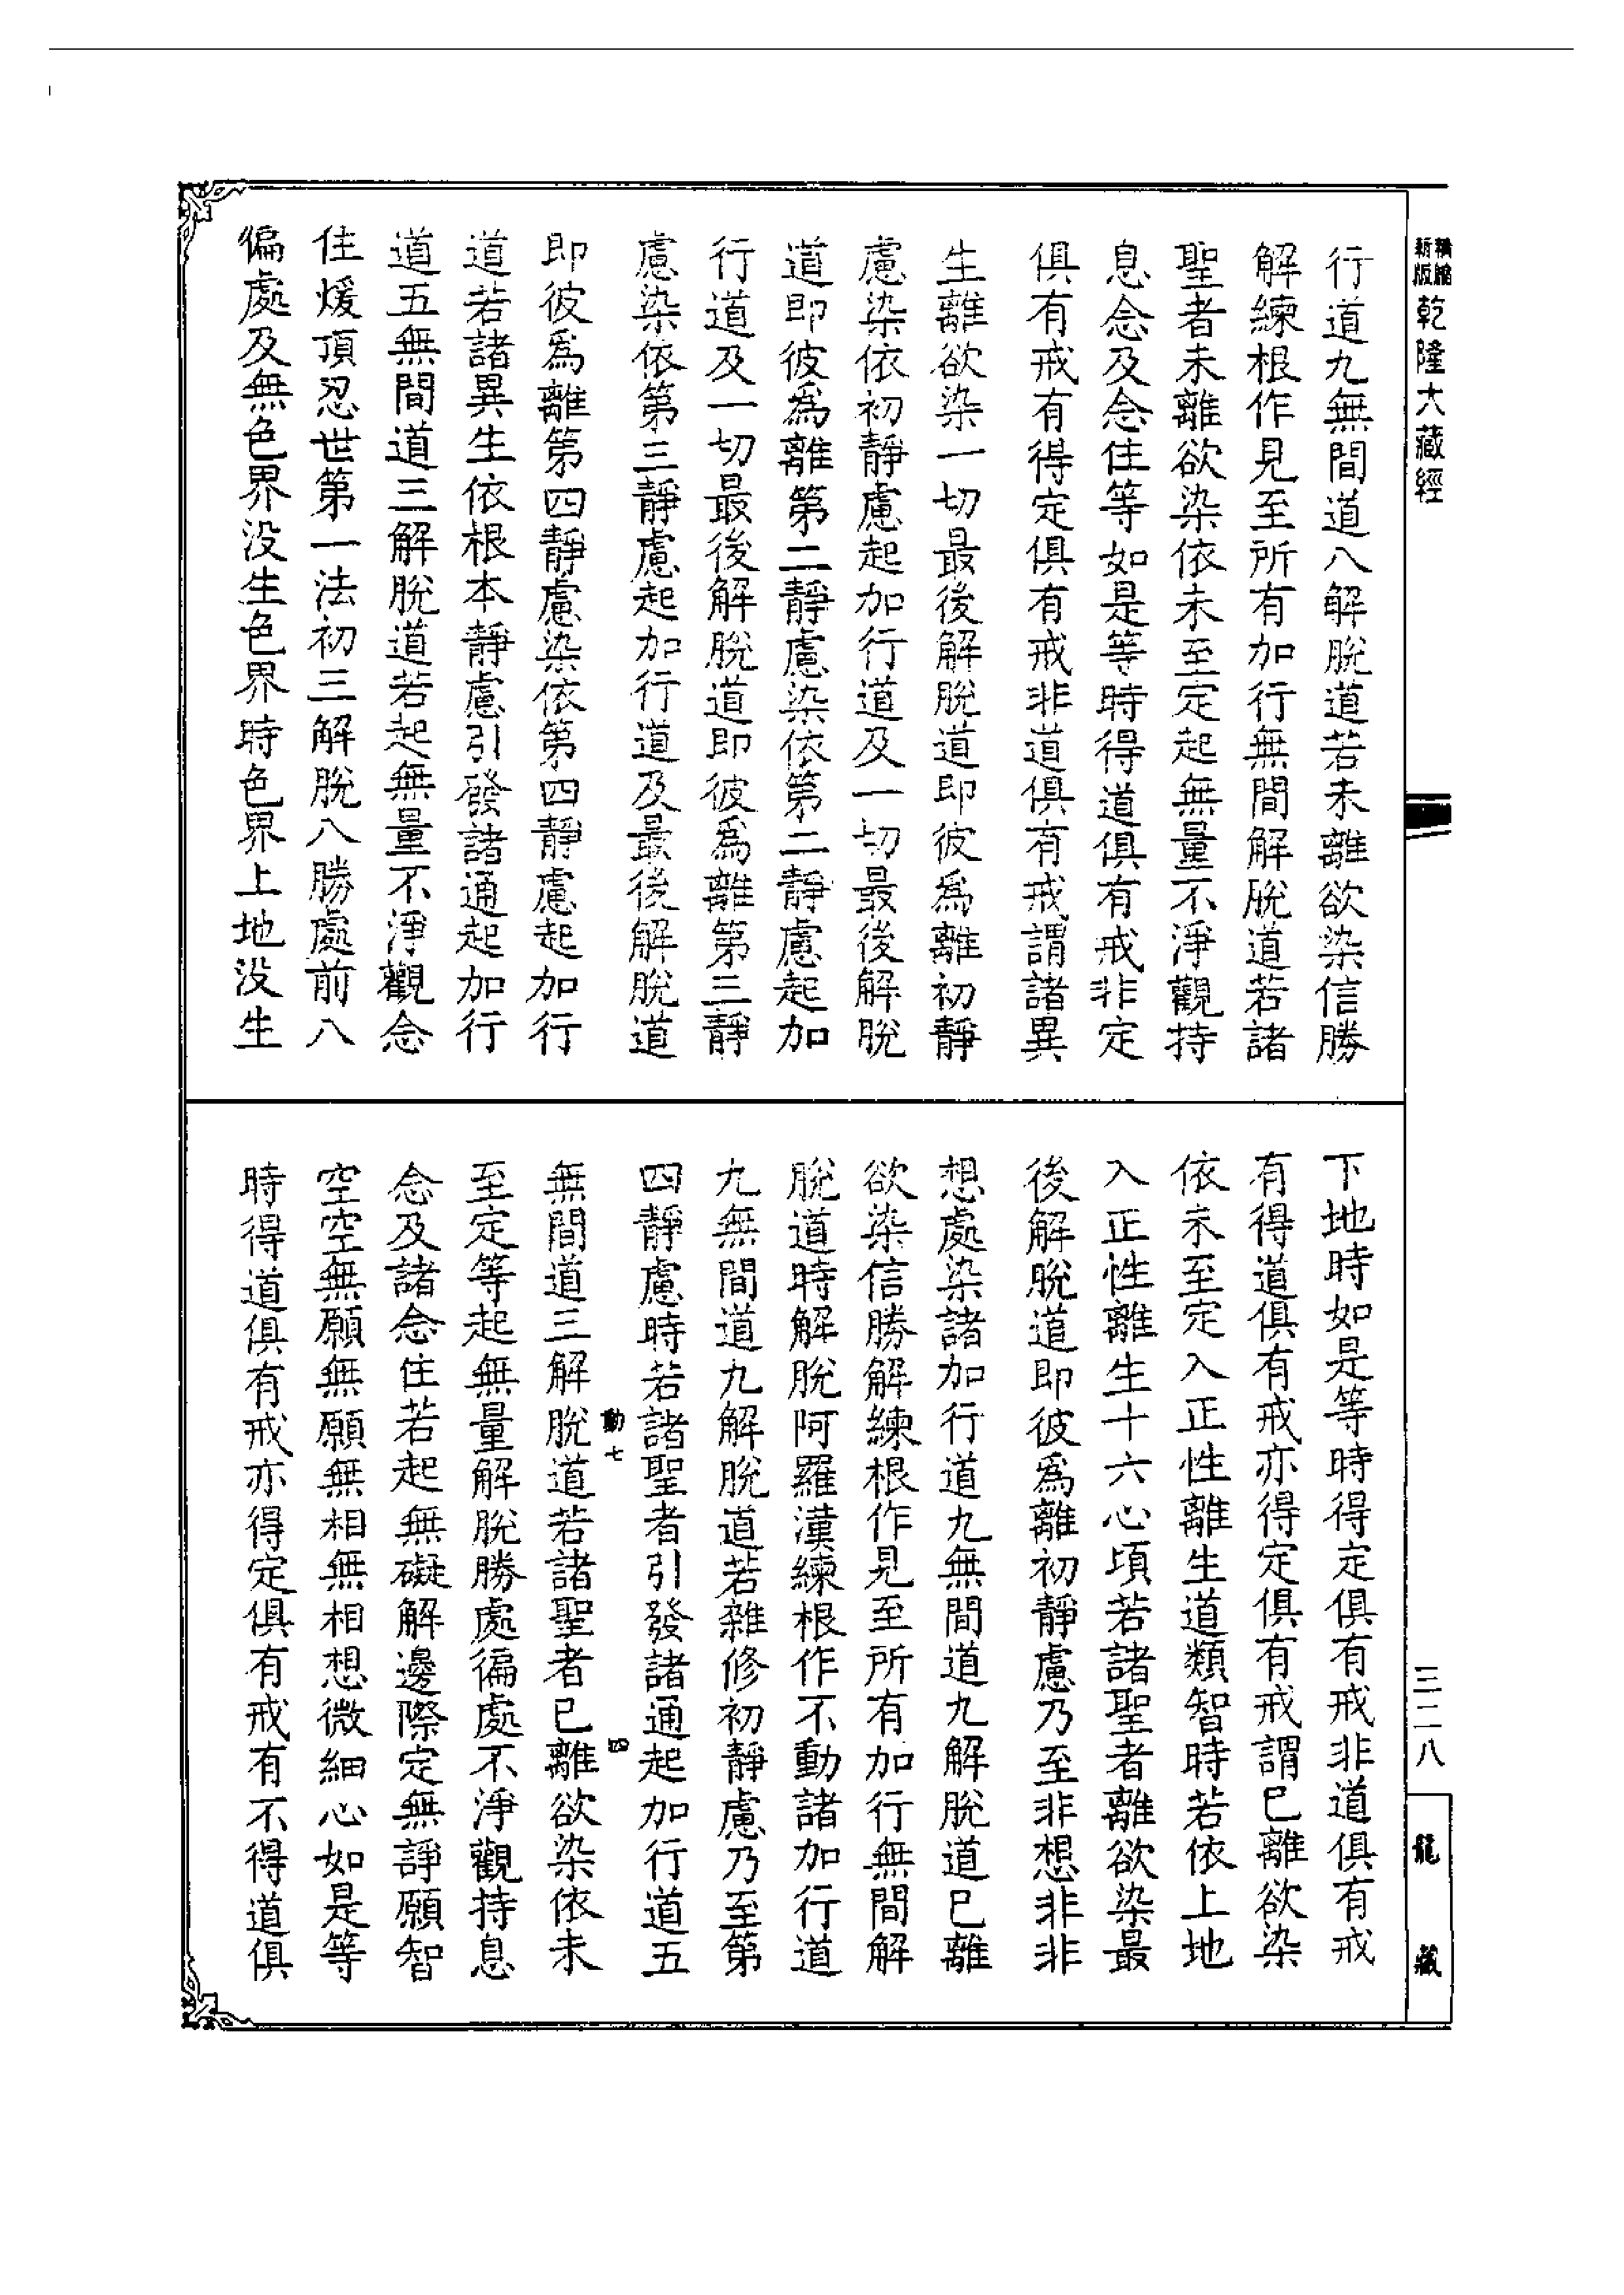 精縮新版乾隆大藏經
行道九無間道八解脫道若未離欲染信勝
解練根作見至所有加行無間解脫道若諸
聖者未離欲染依未至定起無量不淨觀持
息念及念住等如是等時得道俱有戒非定
俱有戒有得定俱有戒非道俱有戒謂諸異
生離欲染一切最後解脫道即彼爲離初靜
慮染依初靜慮起加行道及一切最後解脫
道即彼爲離第二靜慮染依第二靜慮起加
行道及一切最後解脫道即彼爲離第三靜
慮染依第三靜慮起加行道及最後解脫道
即彼爲離第四靜慮染依第四靜慮起加行
道若諸異生依根本靜慮引發諸通起加行
道五無間道三解脫道若起無量不淨觀念
住煖頂忍世第一法初三解脫八勝處前八
徧處及無色界没生色界時色界上地没生
下地時如是等時得定俱有戒非道俱有戒
有得道俱有戒亦得定俱有戒謂已離欲染
依未至定入正性離生道類智時若依上地
入正性離生十六心頃若諸聖者離欲染最
後解脫道即彼爲離初靜慮乃至非想非非
想處染諸加行道九無間道九解脫道已離
欲染信勝解練根作見至所有加行無間解
脫道時解脫阿羅漢練根作不動諸加行道
九無間道九解脫道若雜修初靜慮乃至第
四靜慮時若諸聖者引發諸通起加行道五
動七 四
無間道三解脫道若諸聖者已離欲染依未
至定等起無量解脫勝處徧處不淨觀持息
念及諸念住若起無礙解邊際定無諍願智
空空無願無願無相無相想微細心如是等
時得道俱有戒亦得定俱有戒有不得道俱
三二八
龍藏